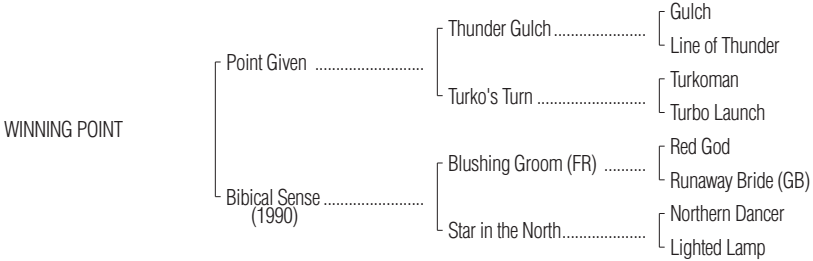 Gulch
Thunder Gulch ......................
Line of Thunder
Point Given ..........................
Turkoman
Turko's Turn ..........................
Turbo Launch
WINNING POINT
Red God
Blushing Groom (FR) ..........
Runaway Bride (GB)
Bibical Sense ........................
(1990)
Northern Dancer
Star in the North....................
Lighted Lamp